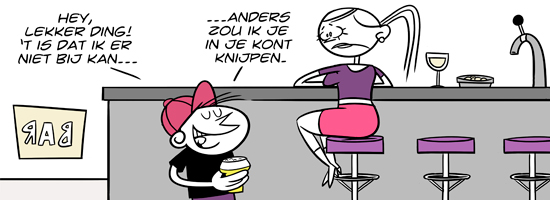 HEY,
LEKKER DING!
'T IS DAT IK ER
NIET BIJ KAN---
---ANDERS
ZOU IK JE
IN JE KONT
KNIJPEN.
BAR